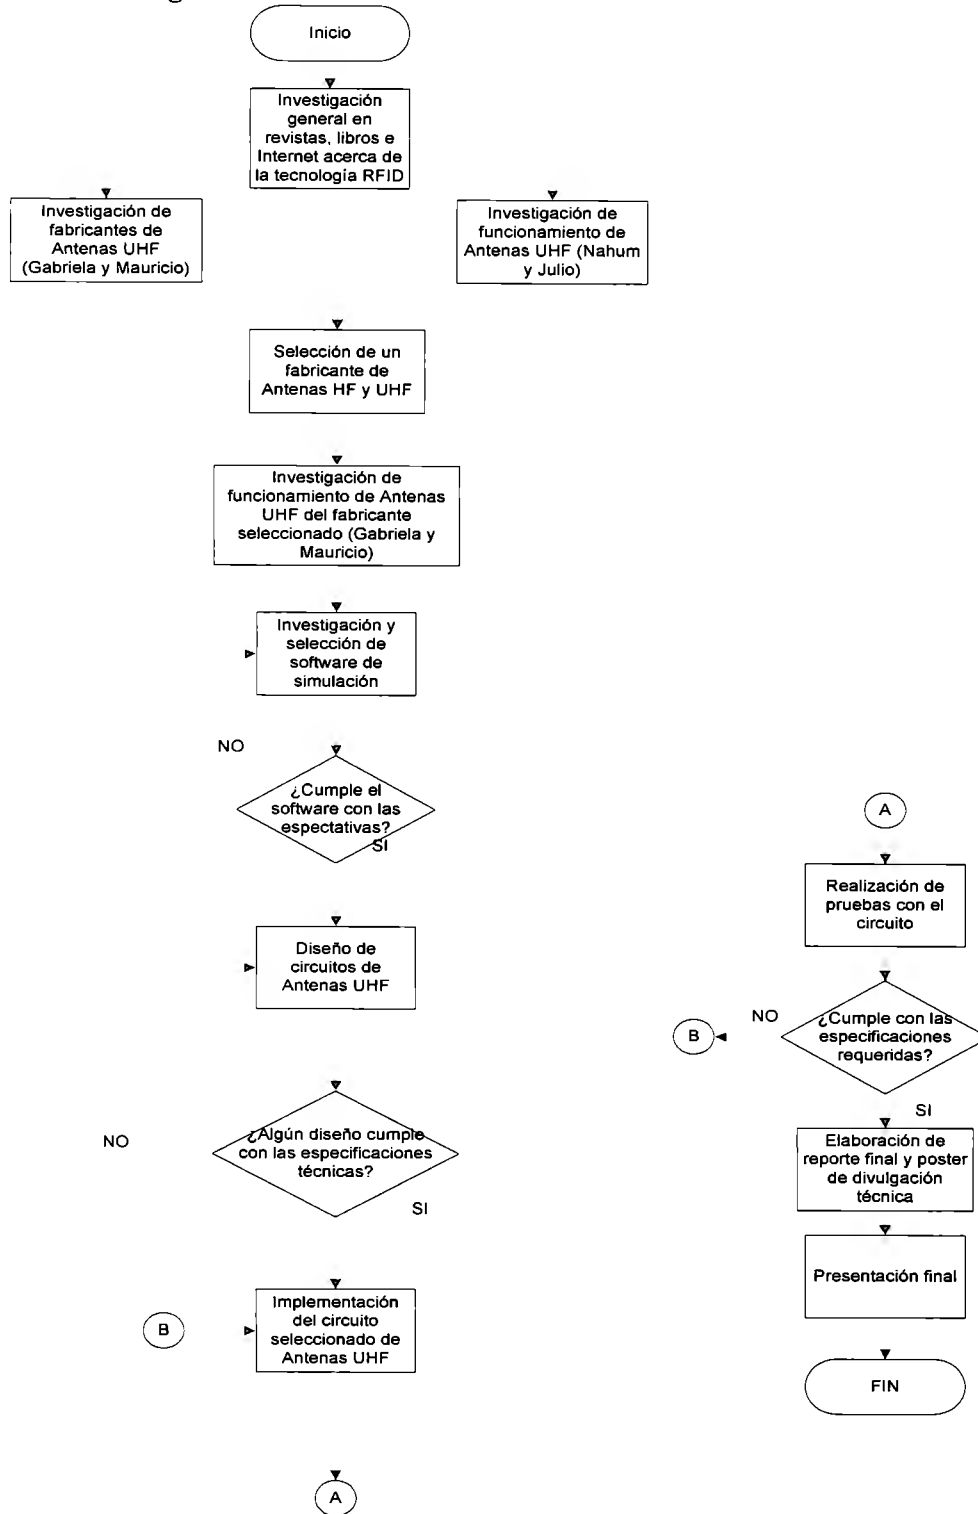 Inicio
Investigación
general en
revistas, libros e
Internet acerca de
la tecnología RFID
Investigación de
fabricantes de
Antenas UHF
(Gabriela y Mauricio)
Investigación de
funcionamiento de
Antenas UHF (Nahum
y Julio)
Selección de un
fabricante de
Antenas HF y UHF
Investigación de
funcionamiento de Antenas
UHF del fabricante
seleccionado (Gabriela y
Mauricio)
Investigación y
selección de
software de
simulación
NO
¿Cumple el
software con las
espectativas?
SI
Diseño de
circuitos de
Antenas UHF
NO
¿Algún diseño cumple
con las especificaciones
técnicas?
SI
B
Implementación
del circuito
seleccionado de
Antenas UHF
A
A
Realización de
pruebas con el
circuito
B
NO
¿Cumple con las
especificaciones
requeridas?
SI
Elaboración de
reporte final y poster
de divulgación
técnica
Presentación final
FIN